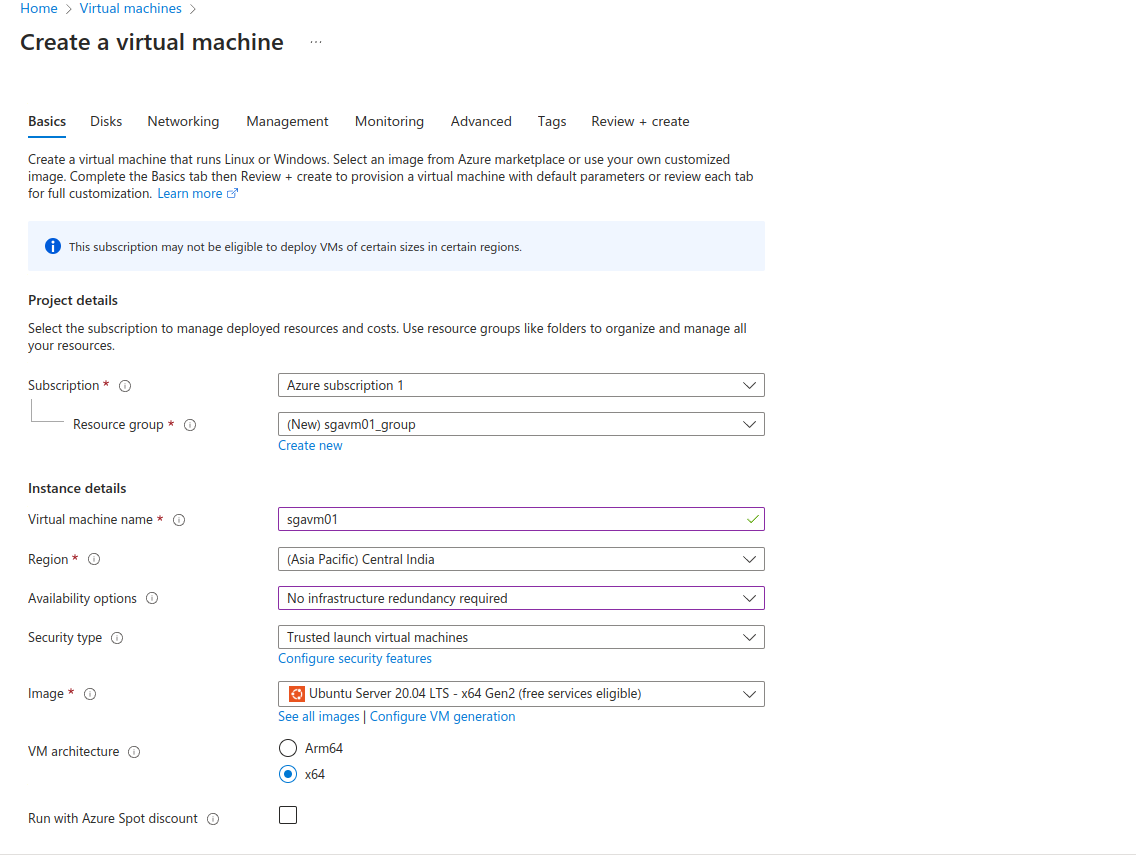 Home > Virtual machines >
Create a virtual machine ...
Basics Disks Networking Management Monitoring Advanced Tags Review + create
Create a virtual machine that runs Linux or Windows. Select an image from Azure marketplace or use your own customized
image. Complete the Basics tab then Review + create to provision a virtual machine with default parameters or review each tab
for full customization. Learn more
This subscription may not be eligible to deploy VMs of certain sizes in certain regions.
Project details
Select the subscription to manage deployed resources and costs. Use resource groups like folders to organize and manage all
your resources.
Subscription * Azure subscription 1
Resource group * (New) sgavm01_group
Create new
Instance details
Virtual machine name * sgavm01
Region * (Asia Pacific) Central India
Availability options No infrastructure redundancy required
Security type Trusted launch virtual machines
Configure security features
Image * Ubuntu Server 20.04 LTS - x64 Gen2 (free services eligible)
See all images | Configure VM generation
VM architecture Arm64
x64
Run with Azure Spot discount